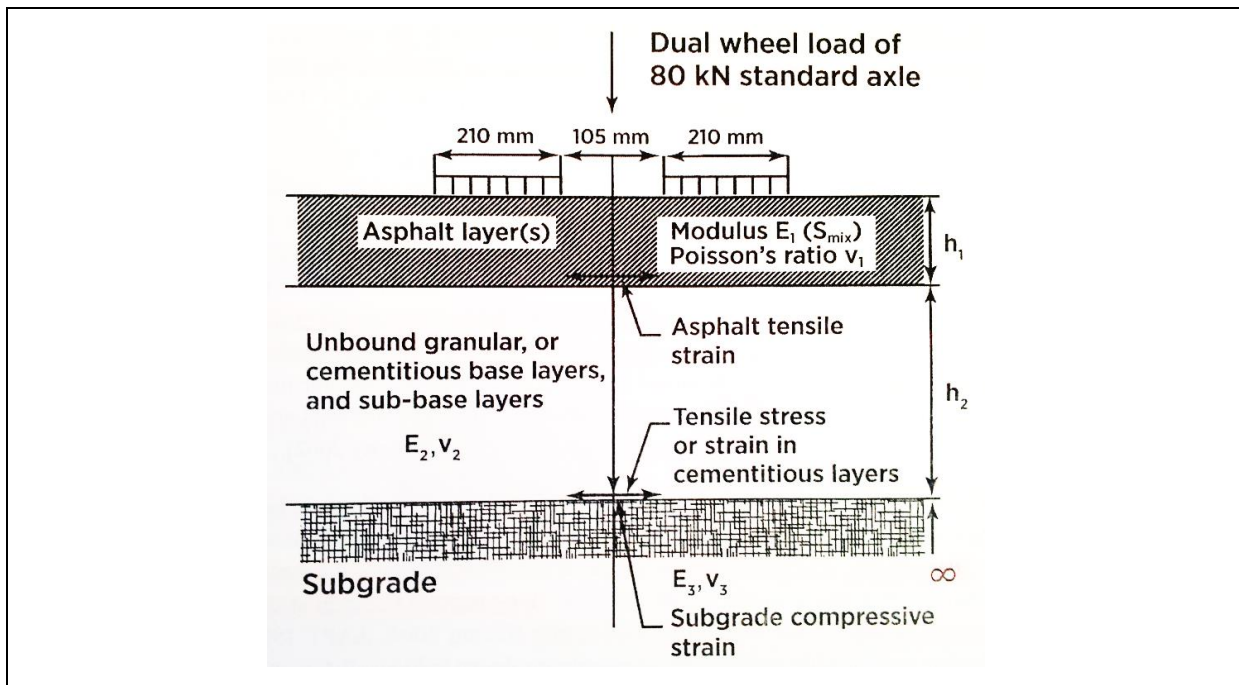 Dual wheel load of
80 kN standard axle
210 mm
105 mm
210 mm
Asphalt layer(s)
Modulus E₁ (Sₘᵢₓ)
Poisson's ratio v₁
h₁
Asphalt tensile
strain
Unbound granular, or
cementitious base layers,
and sub-base layers
E₂, v₂
h₂
Tensile stress
or strain in
cementitious layers
Subgrade
E₃, v₃
∞
Subgrade compressive
strain